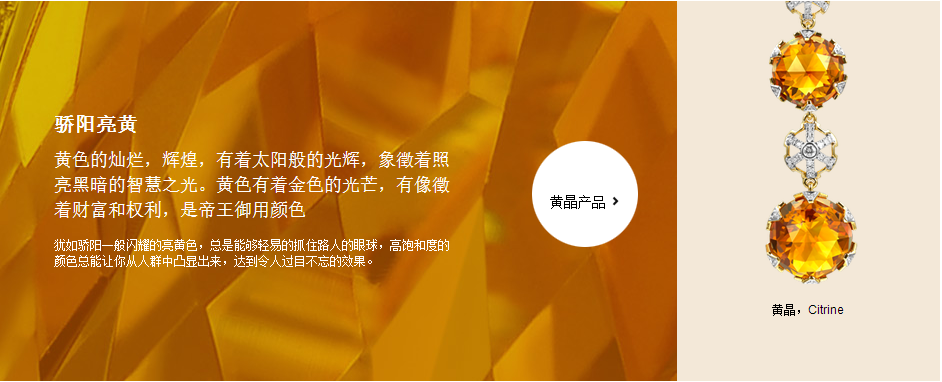 骄阳亮黄
黄色的灿烂，辉煌，有着太阳般的光辉，象徵着照
亮黑暗的智慧之光。黄色有着金色的光芒，有像徵
着财富和权利，是帝王御用颜色
犹如骄阳一般闪耀的亮黄色，总是能够轻易的抓住路人的眼球，高饱和度的
颜色总能让你从人群中凸显出来，达到令人过目不忘的效果。
黄晶产品 >
黄晶，Citrine